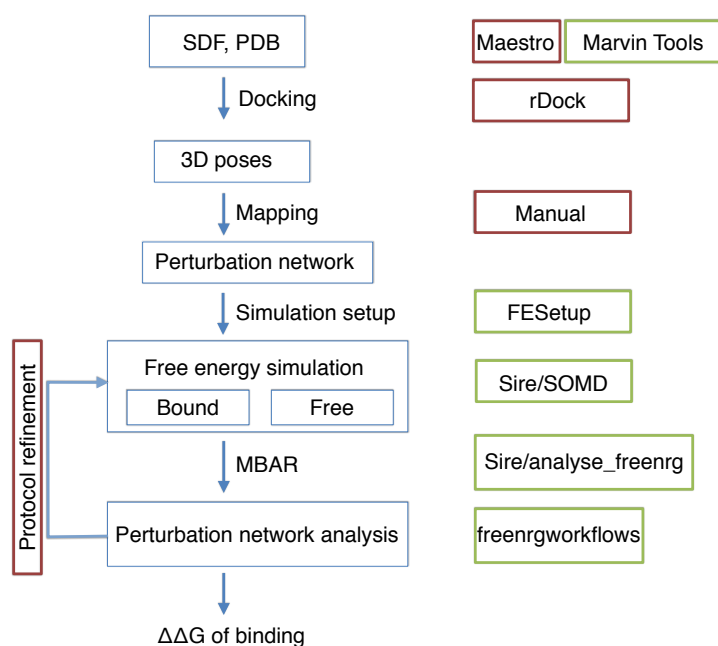 SDF, PDB
Maestro
Marvin Tools
Docking
rDock
3D poses
Mapping
Manual
Perturbation network
Simulation setup
FESetup
Free energy simulation
Bound
Free
Sire/SOMD
Protocol refinement
MBAR
Sire/analyse_freenrg
Perturbation network analysis
freenrgworkflows
ΔΔG of binding